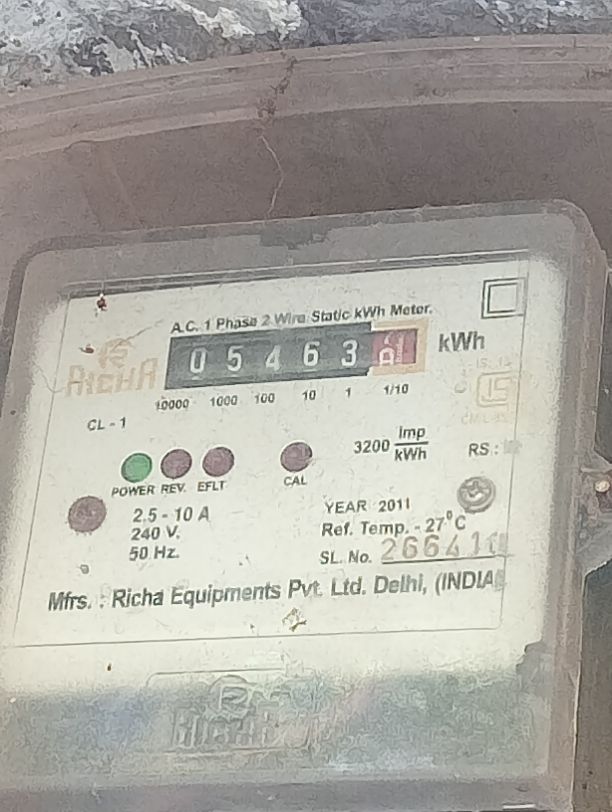 A.C. 1 Phase 2 Wire Static kWh Meter.
RICHA
0 5 4 6 3
kWh
10000 1000 100 10 1 1/10
CL - 1
3200 Imp/kWh
RS :
POWER REV. EFLT
CAL
2.5 - 10 A
240 V.
50 Hz.
YEAR 2011
Ref. Temp. - 27°C
SL. No.
Mfrs. : Richa Equipments Pvt. Ltd. Delhi, (INDIA
RICHA